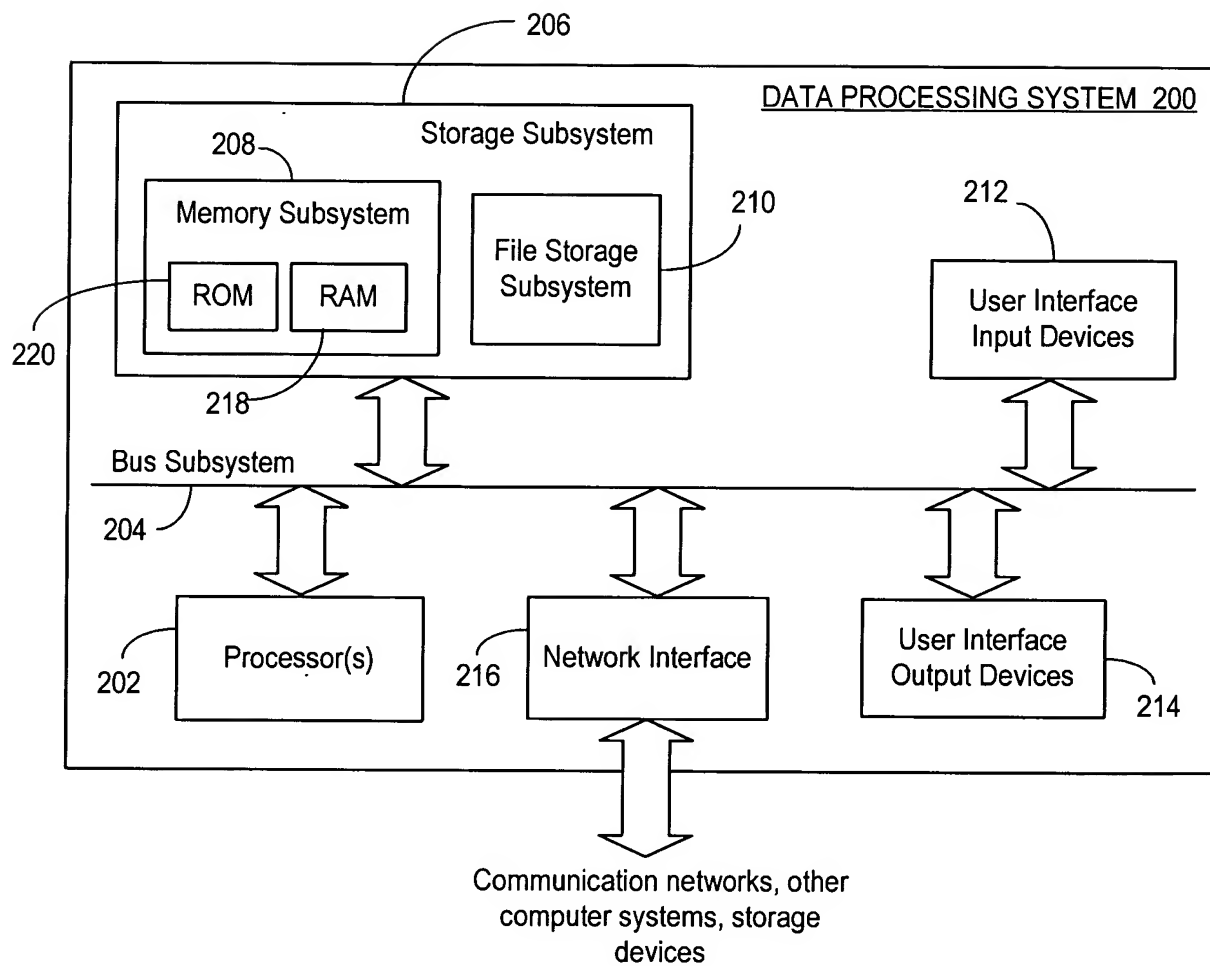 206
DATA PROCESSING SYSTEM 200
Storage Subsystem
208
Memory Subsystem
210
212
File Storage
Subsystem
ROM
RAM
User Interface
Input Devices
220
218
Bus Subsystem
204
Processor(s)
202
Network Interface
216
User Interface
Output Devices
214
Communication networks, other
computer systems, storage
devices